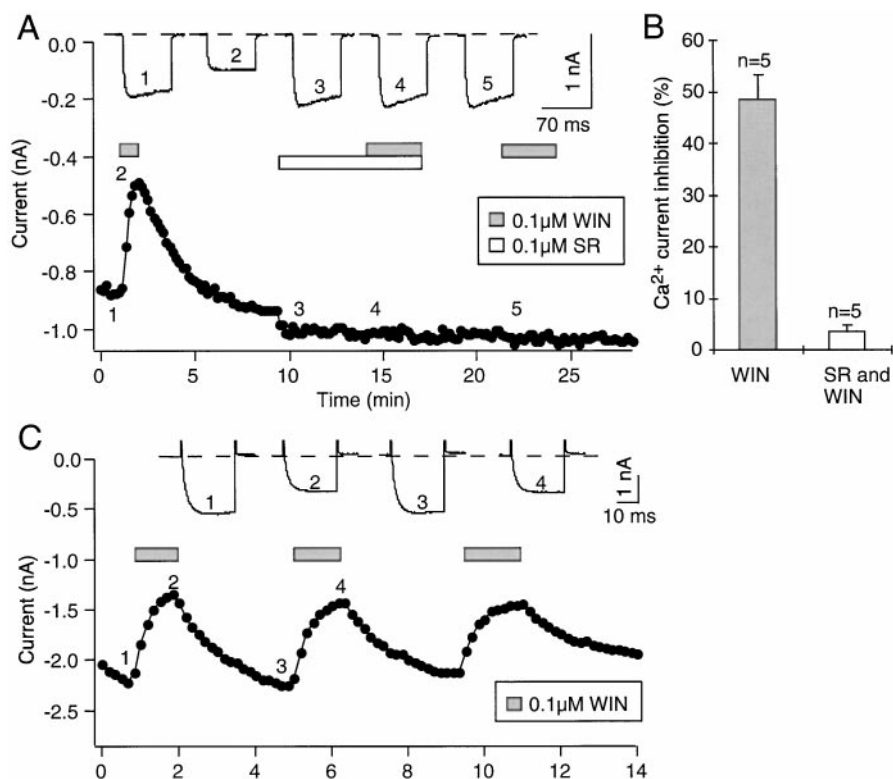 A
0.0
-0.2
-0.4
-0.6
-0.8
-1.0
Current (nA)
1
2
3
4
5
1 nA
70 ms
0.1μM WIN
0.1μM SR
2
1
3
4
5
0
5
10
15
20
25
Time (min)
B
60
50
40
30
20
10
0
Ca²⁺ current inhibition (%)
n=5
n=5
WIN
SR and
WIN
C
0.0
-0.5
-1.0
-1.5
-2.0
-2.5
Current (nA)
1
2
3
4
1 nA
10 ms
1
2
3
4
0.1μM WIN
0
2
4
6
8
10
12
14